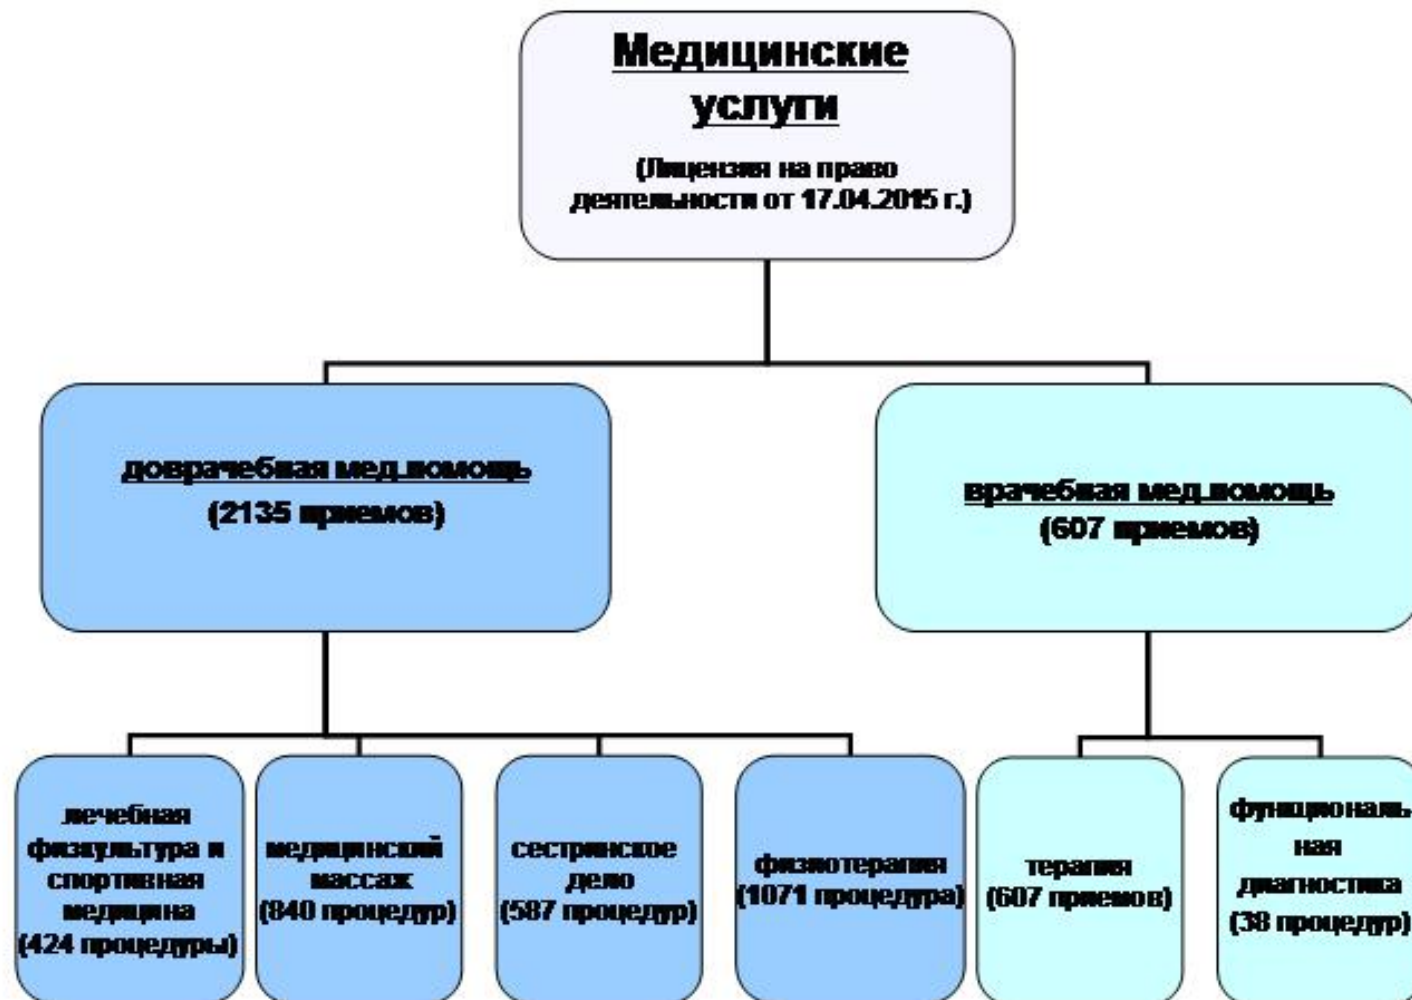 Медицинские
услуги
(Лицензия на право
деятельности от 17.04.2015 г.)
доврачебная мед.помощь
(2135 приемов)
врачебная мед.помощь
(607 приемов)
лечебная
физкультура и
спортивная
медицина
(424 процедуры)
медицинский
массаж
(840 процедур)
сестринское
дело
(587 процедур)
физиотерапия
(1071 процедура)
терапия
(607 приемов)
функциональ
ная
диагностика
(38 процедур)